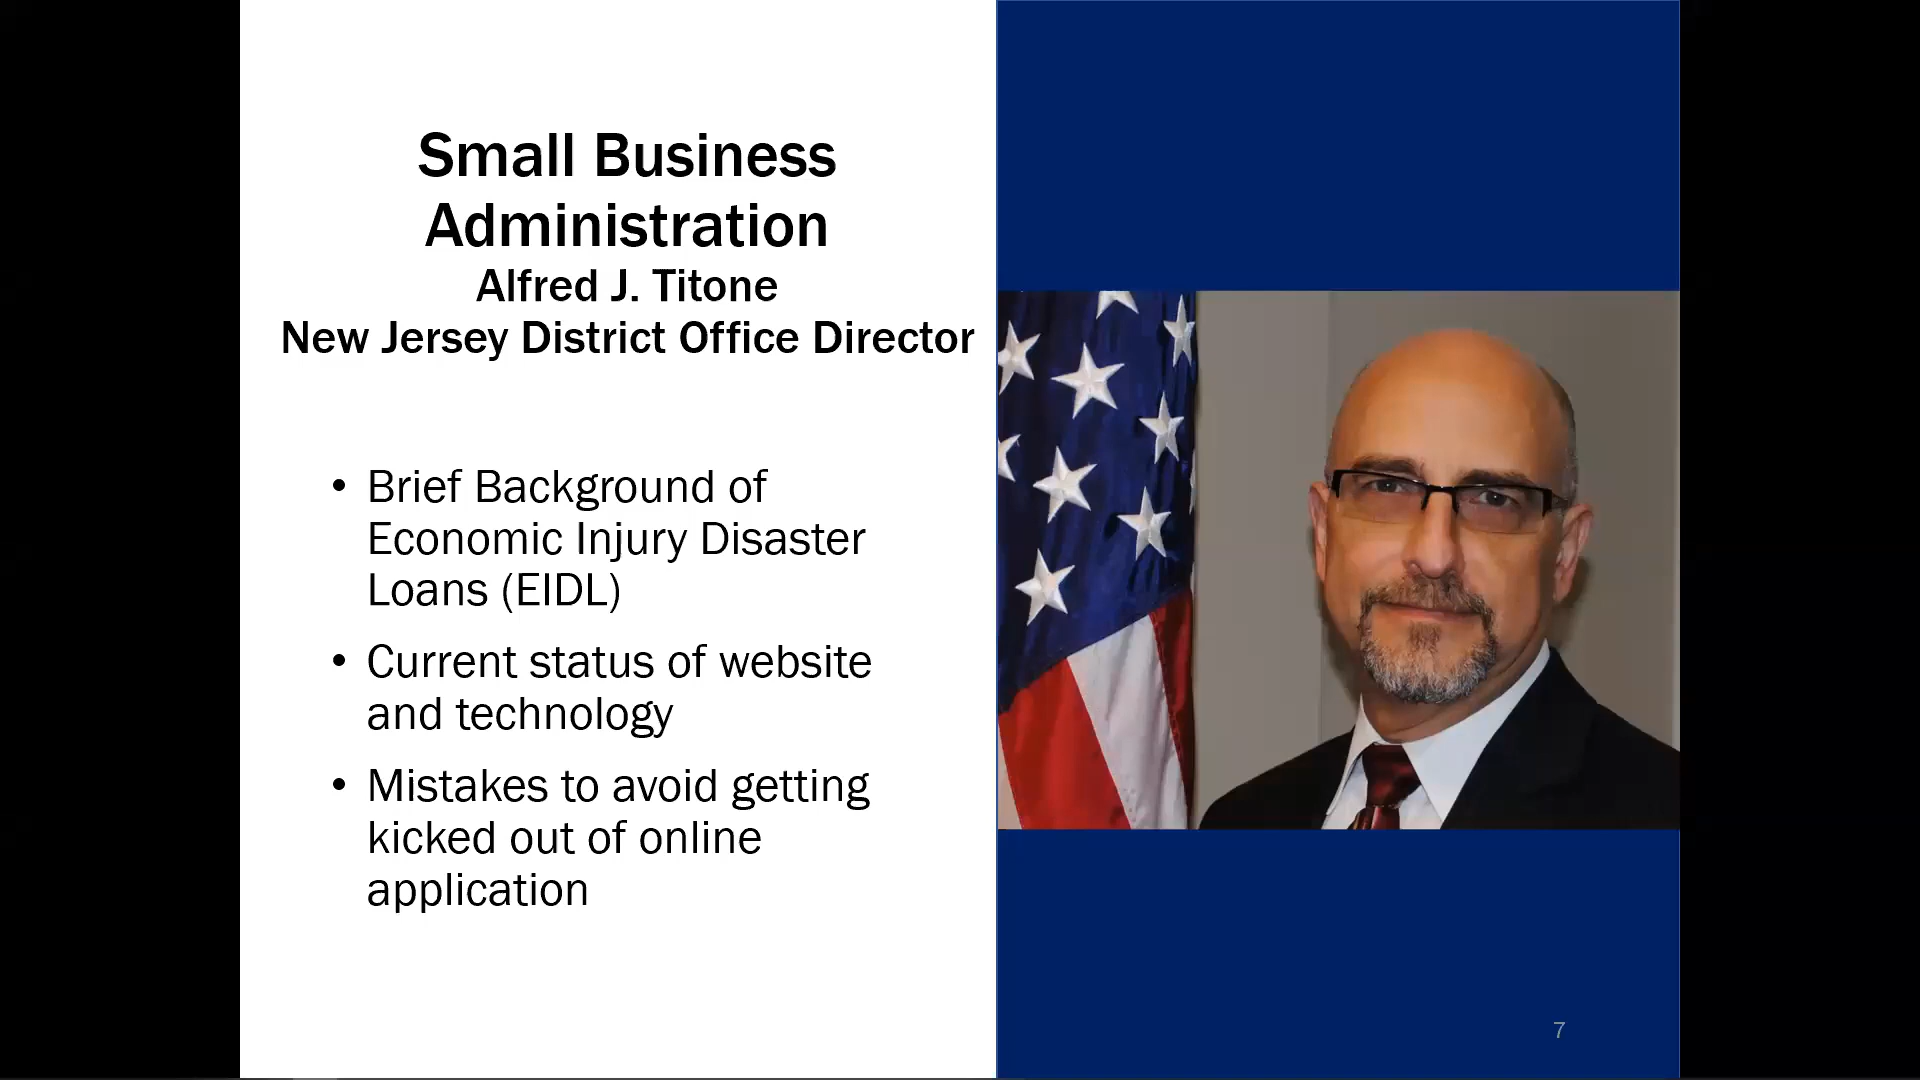 Small Business
Administration
Alfred J. Titone
New Jersey District Office Director
• Brief Background of
Economic Injury Disaster
Loans (EIDL)
• Current status of website
and technology
• Mistakes to avoid getting
kicked out of online
application
7